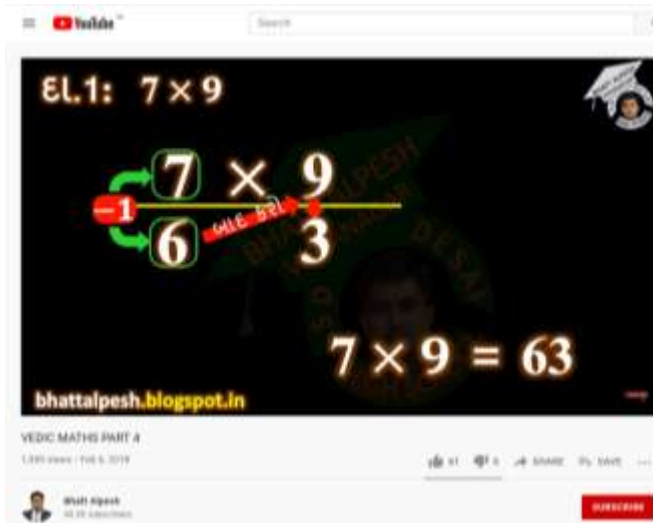 YouTube
Search
દા.1: 7 × 9
7 × 9
−1
બાદ કરો
6 3
7 × 9 = 63
bhattalpesh.blogspot.in
VEDIC MATHS PART 4
SHARE SAVE
Bhatt Alpesh
SUBSCRIBE